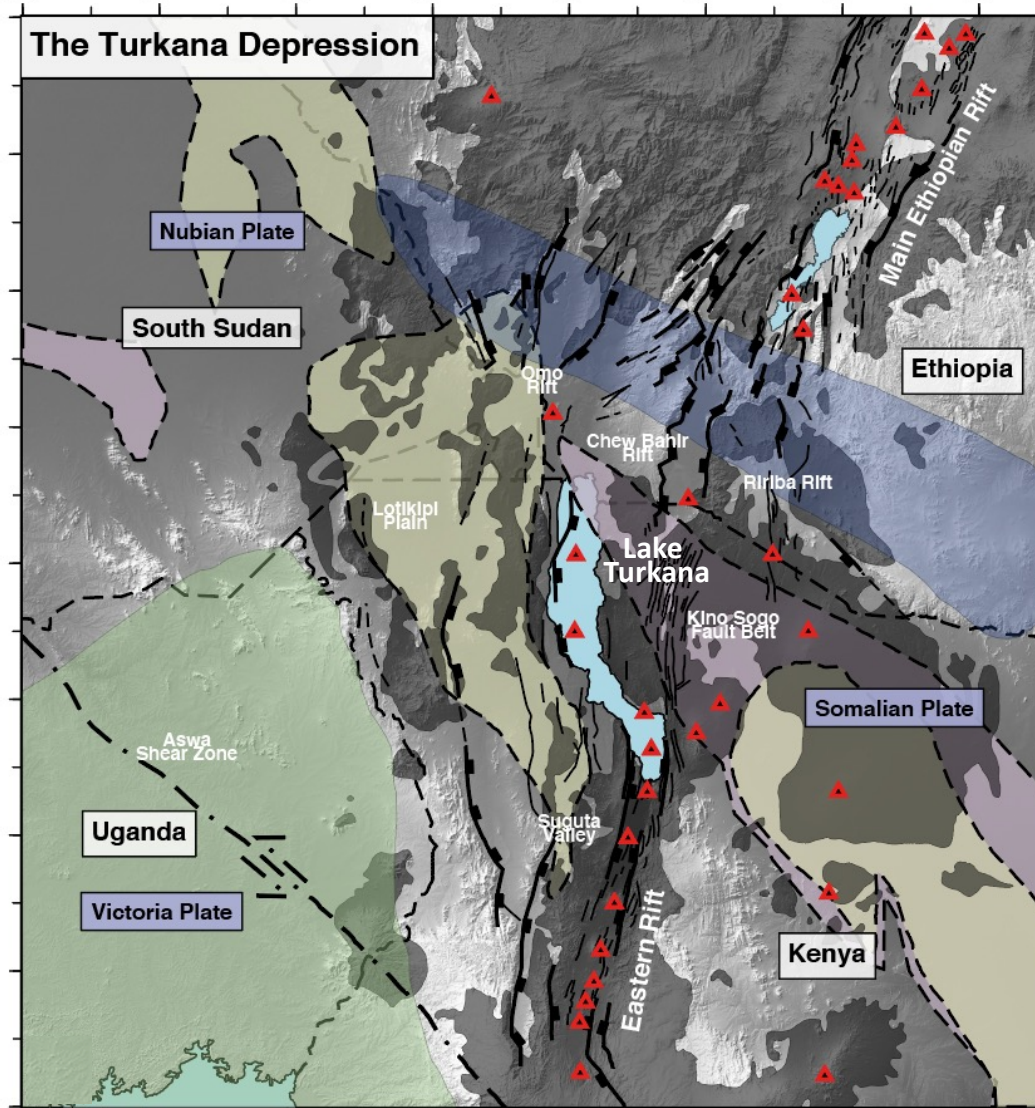 The Turkana Depression
Main Ethiopian Rift
Nubian Plate
South Sudan
Ethiopia
Omo
Rift
Chew Bahir
Rift
Ririba Rift
Lotikipi
Plain
Lake
Turkana
Kino Sogo
Fault Belt
Somalian Plate
Aswa
Shear Zone
Uganda
Suguta
Valley
Victoria Plate
Eastern Rift
Kenya